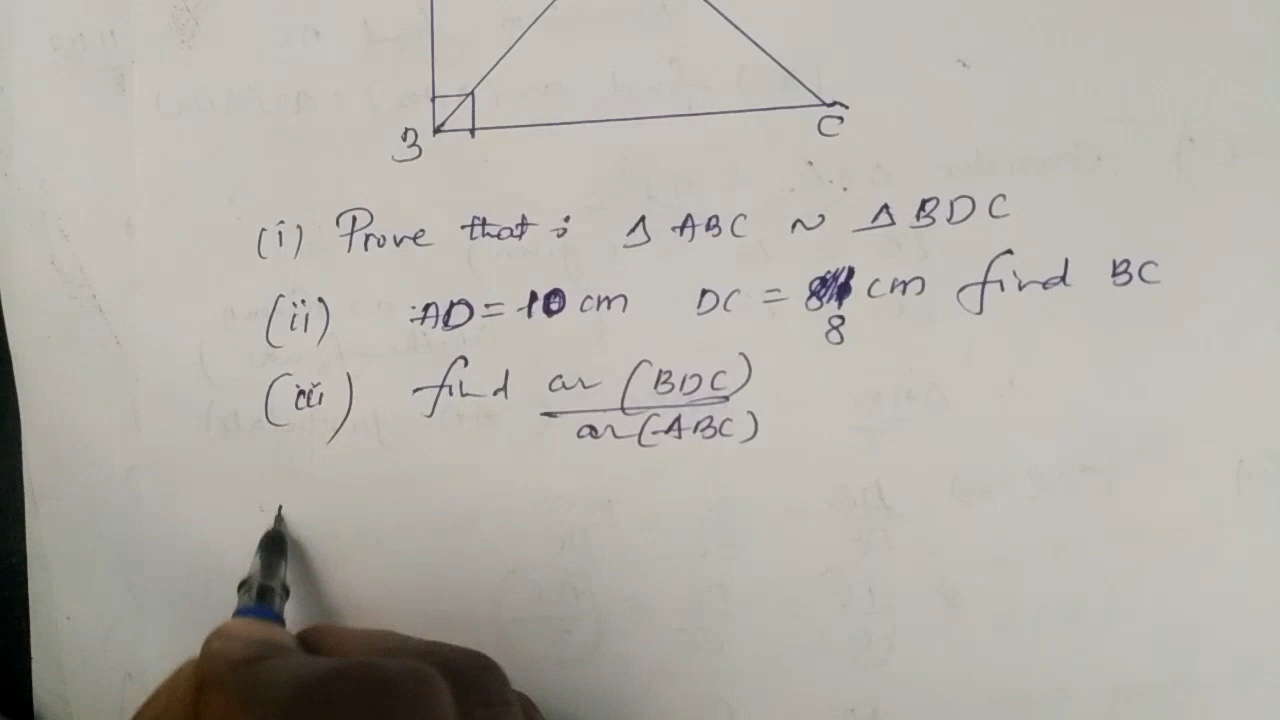 B
C
(i) Prove that : Δ ABC ~ Δ BDC
(ii) AD = 10 cm DC = 8 cm find BC
(iii) find ar (BDC)
ar (ABC)